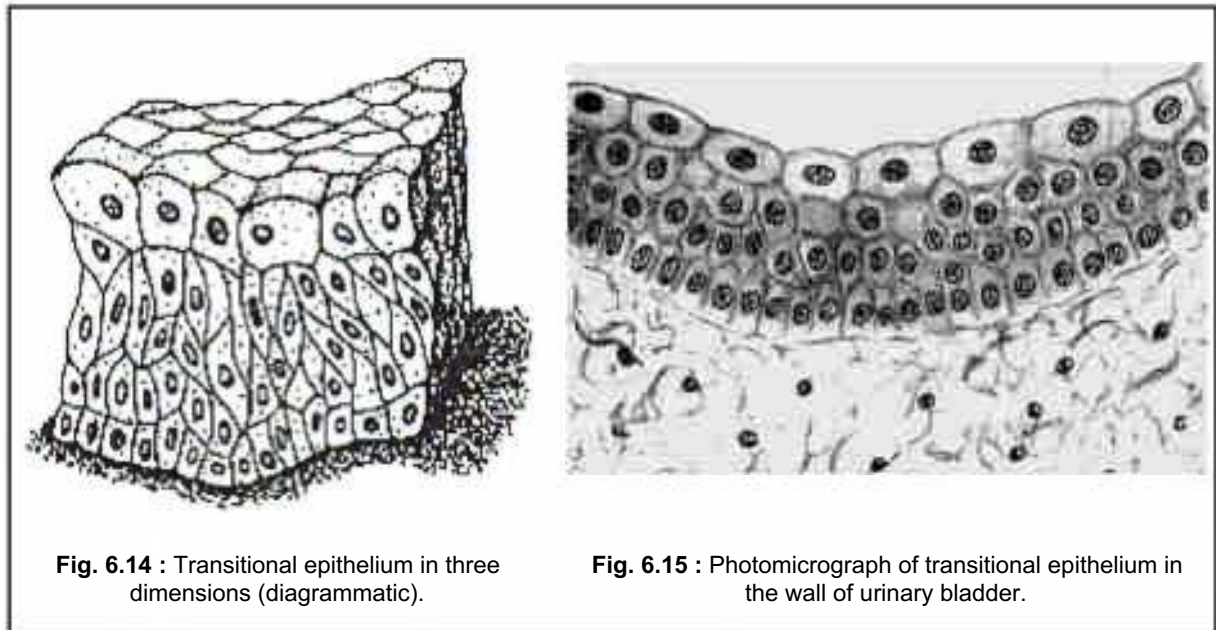 Fig. 6.14 : Transitional epithelium in three
dimensions (diagrammatic).
Fig. 6.15 : Photomicrograph of transitional epithelium in
the wall of urinary bladder.